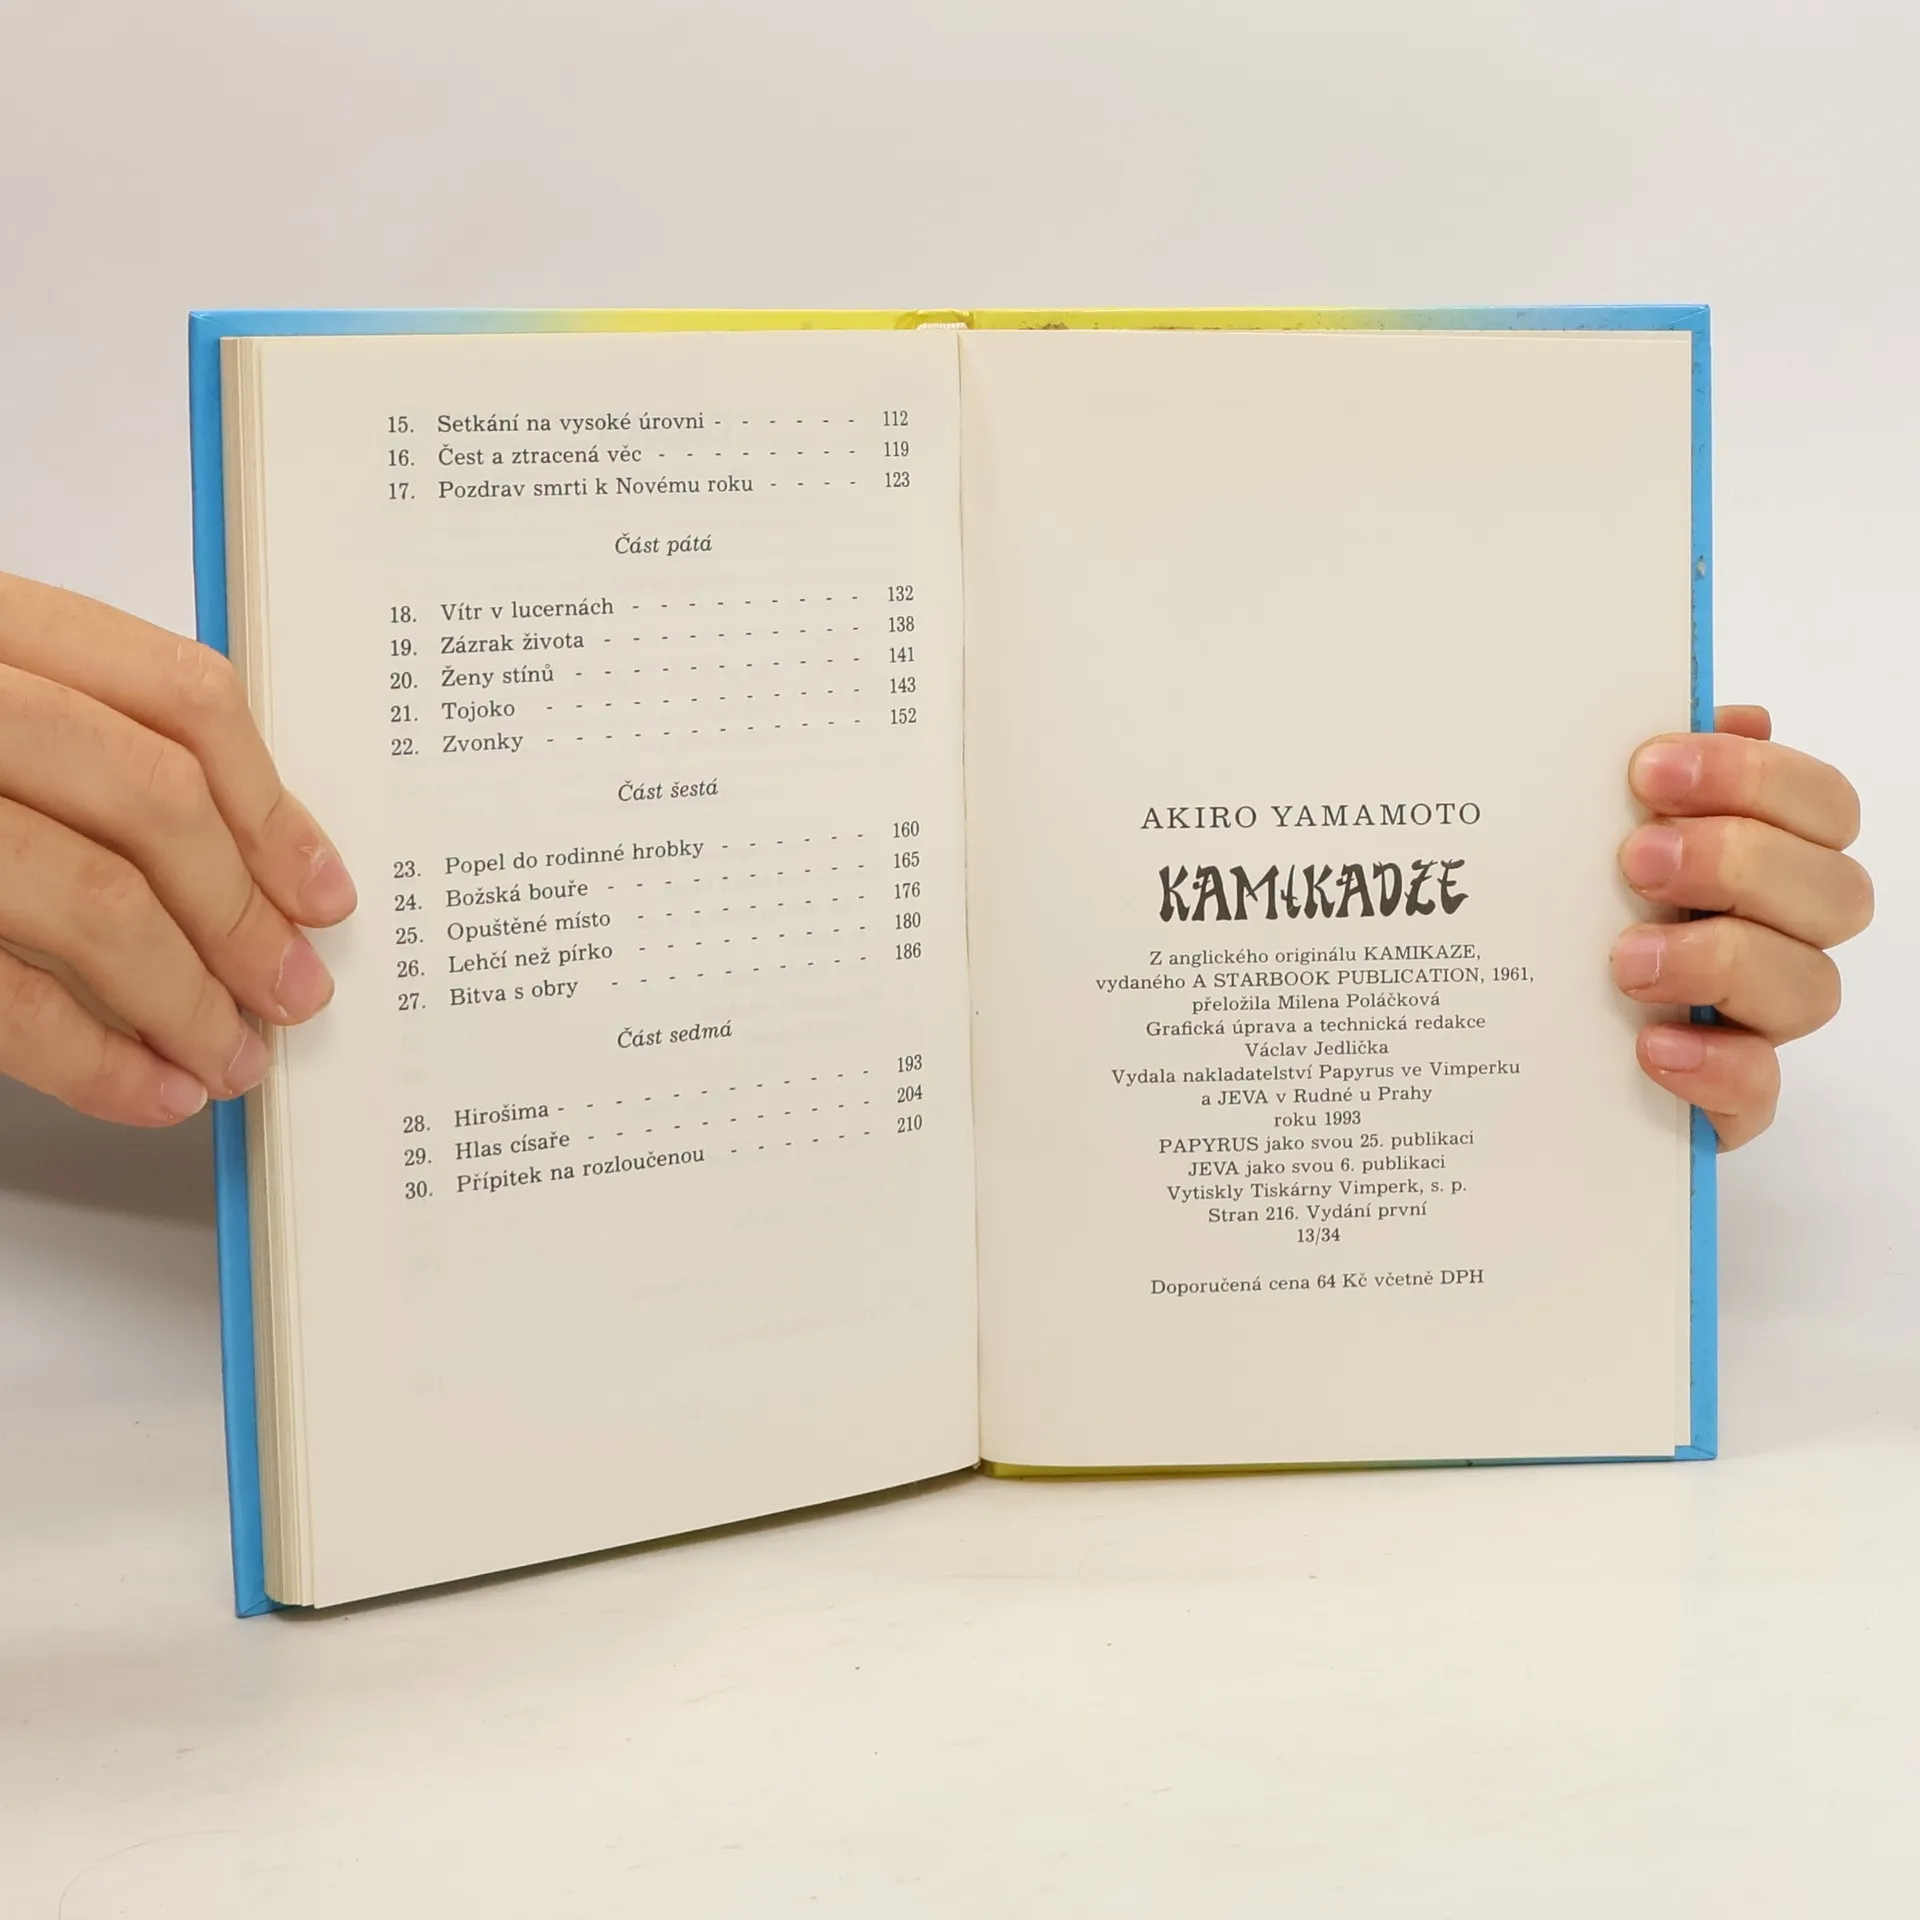 15. Setkání na vysoké úrovni - - - - - - 112
16. Čest a ztracená věc - - - - - - - - 119
17. Pozdrav smrti k Novému roku - - - - 123
Část pátá
18. Vítr v lucernách - - - - - - - - - 132
19. Zázrak života - - - - - - - - - - 138
20. Ženy stínů - - - - - - - - - - - 141
21. Tojoko - - - - - - - - - - - - 143
22. Zvonky - - - - - - - - - - - - 152
Část šestá
23. Popel do rodinné hrobky - - - - - - 160
24. Božská bouře - - - - - - - - - - 165
25. Opuštěné místo - - - - - - - - - 176
26. Lehčí než pírko - - - - - - - - - 180
27. Bitva s obry - - - - - - - - - - 186
Část sedmá
28. Hirošima - - - - - - - - - - - - 193
29. Hlas císaře - - - - - - - - - - - 204
30. Přípitek na rozloučenou - - - - - - 210
AKIRO YAMAMOTO
KAMIKADZE
Z anglického originálu KAMIKAZE,
vydaného A STARBOOK PUBLICATION, 1961,
přeložila Milena Poláčková
Grafická úprava a technická redakce
Václav Jedlička
Vydala nakladatelství Papyrus ve Vimperku
a JEVA v Rudné u Prahy
roku 1993
PAPYRUS jako svou 25. publikaci
JEVA jako svou 6. publikaci
Vytiskly Tiskárny Vimperk, s. p.
Stran 216. Vydání první
13/34
Doporučená cena 64 Kč včetně DPH